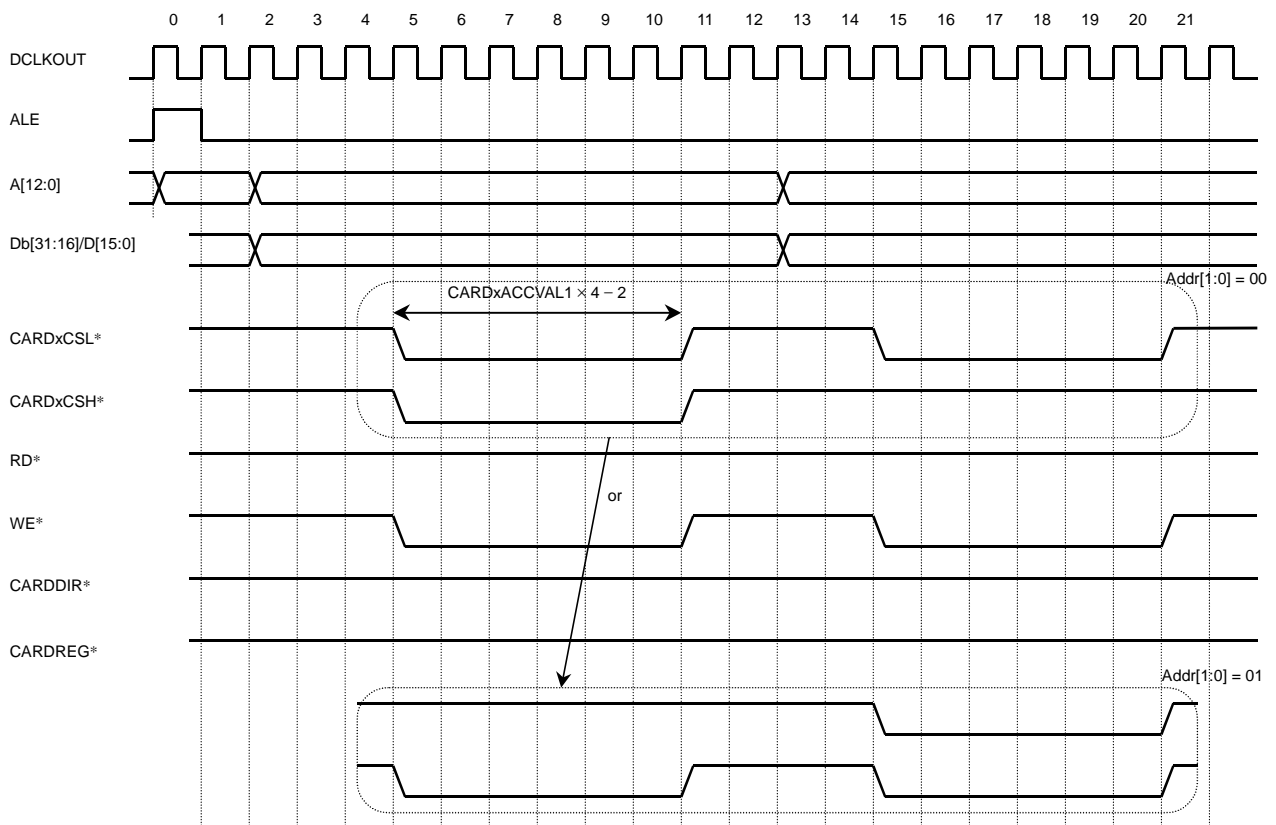 0 1 2 3 4 5 6 7 8 9 10 11 12 13 14 15 16 17 18 19 20 21
DCLKOUT
ALE
A[12:0]
Db[31:16]/D[15:0]
Addr[1:0] = 00
CARDxACCVAL1 × 4 − 2
CARDxCSL*
CARDxCSH*
RD*
or
WE*
CARDDIR*
CARDREG*
Addr[1:0] = 01